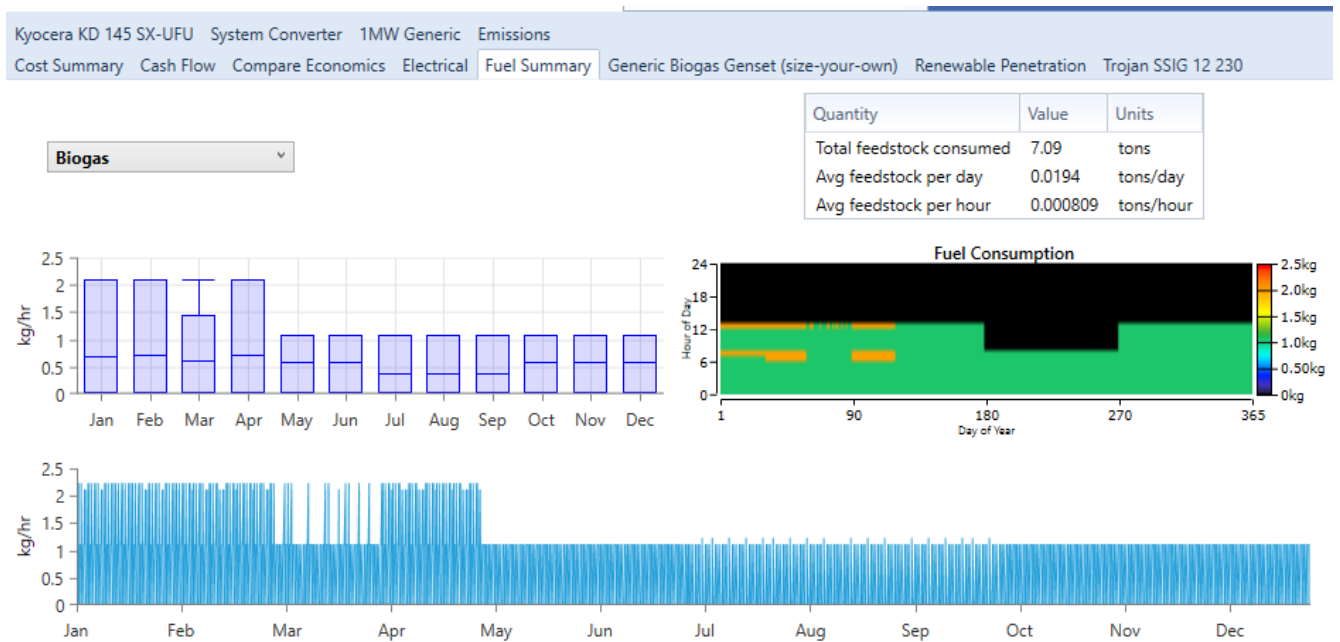 Kyocera KD 145 SX-UFU System Converter 1MW Generic Emissions
Cost Summary Cash Flow Compare Economics Electrical Fuel Summary Generic Biogas Genset (size-your-own) Renewable Penetration Trojan SSIG 12 230
Quantity Value Units
Biogas
Total feedstock consumed 7.09 tons
Avg feedstock per day 0.0194 tons/day
Avg feedstock per hour 0.000809 tons/hour
2.5
2
1.5
1
0.5
0
kg/hr
Jan Feb Mar Apr May Jun Jul Aug Sep Oct Nov Dec
Fuel Consumption
24
18
12
6
0
Hour of Day
1 90 180 270 365
Day of Year
2.5kg
2.0kg
1.5kg
1.0kg
0.50kg
0kg
2.5
2
1.5
1
0.5
0
kg/hr
Jan Feb Mar Apr May Jun Jul Aug Sep Oct Nov Dec